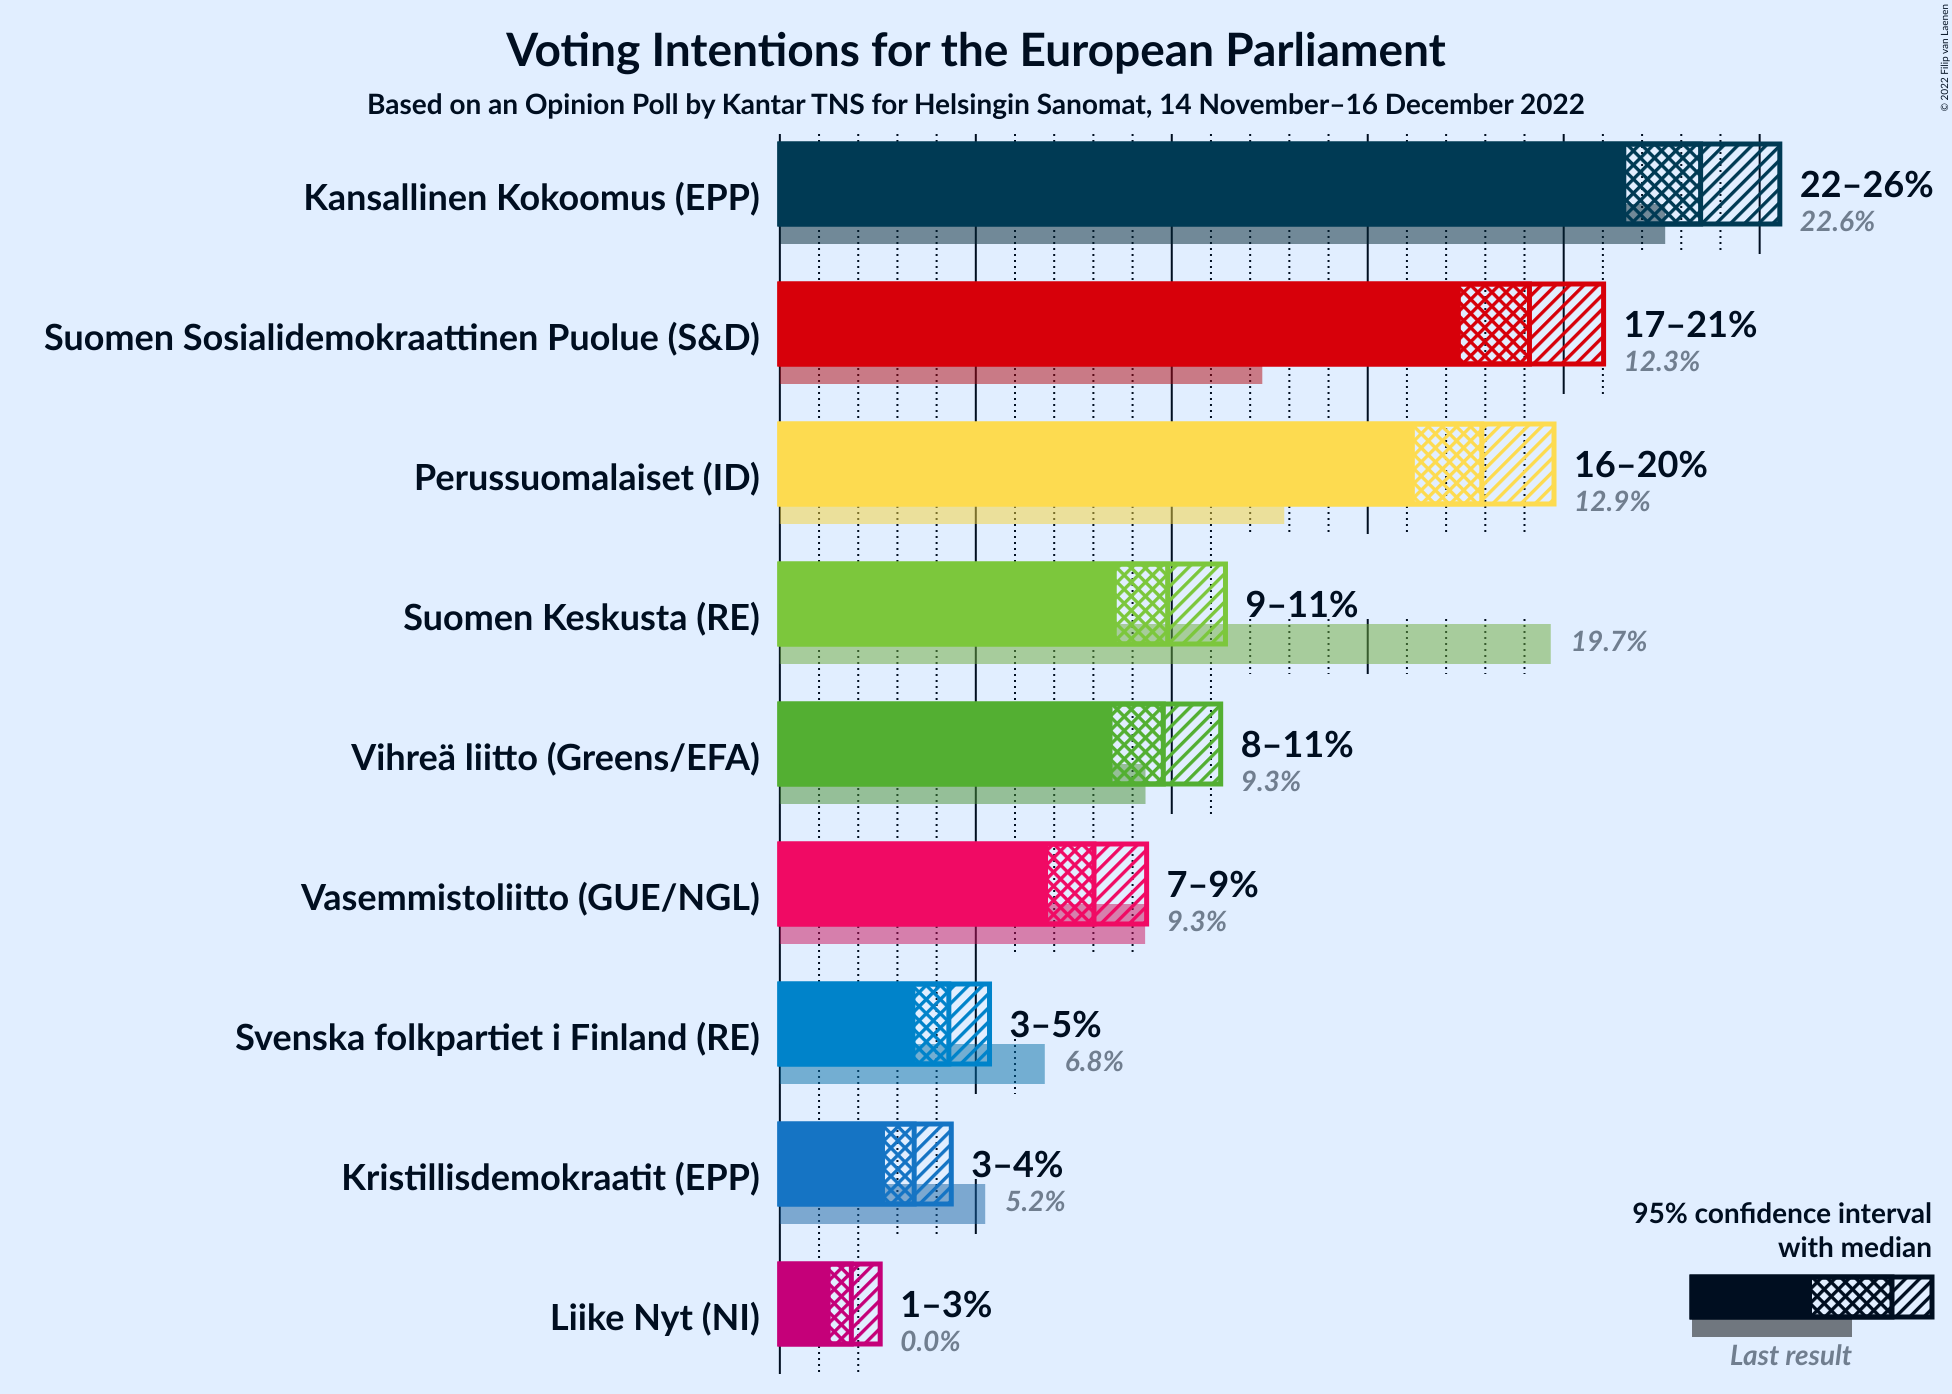 Voting Intentions for the European Parliament
Based on an Opinion Poll by Kantar TNS for Helsingin Sanomat, 14 November–16 December 2022
© 2022 Filip van Laenen
Kansallinen Kokoomus (EPP)
22–26%
22.6%
Suomen Sosialidemokraattinen Puolue (S&D)
17–21%
12.3%
Perussuomalaiset (ID)
16–20%
12.9%
Suomen Keskusta (RE)
9–11%
19.7%
Vihreä liitto (Greens/EFA)
8–11%
9.3%
Vasemmistoliitto (GUE/NGL)
7–9%
9.3%
Svenska folkpartiet i Finland (RE)
3–5%
6.8%
Kristillisdemokraatit (EPP)
3–4%
5.2%
Liike Nyt (NI)
1–3%
0.0%
95% confidence interval
with median
Last result